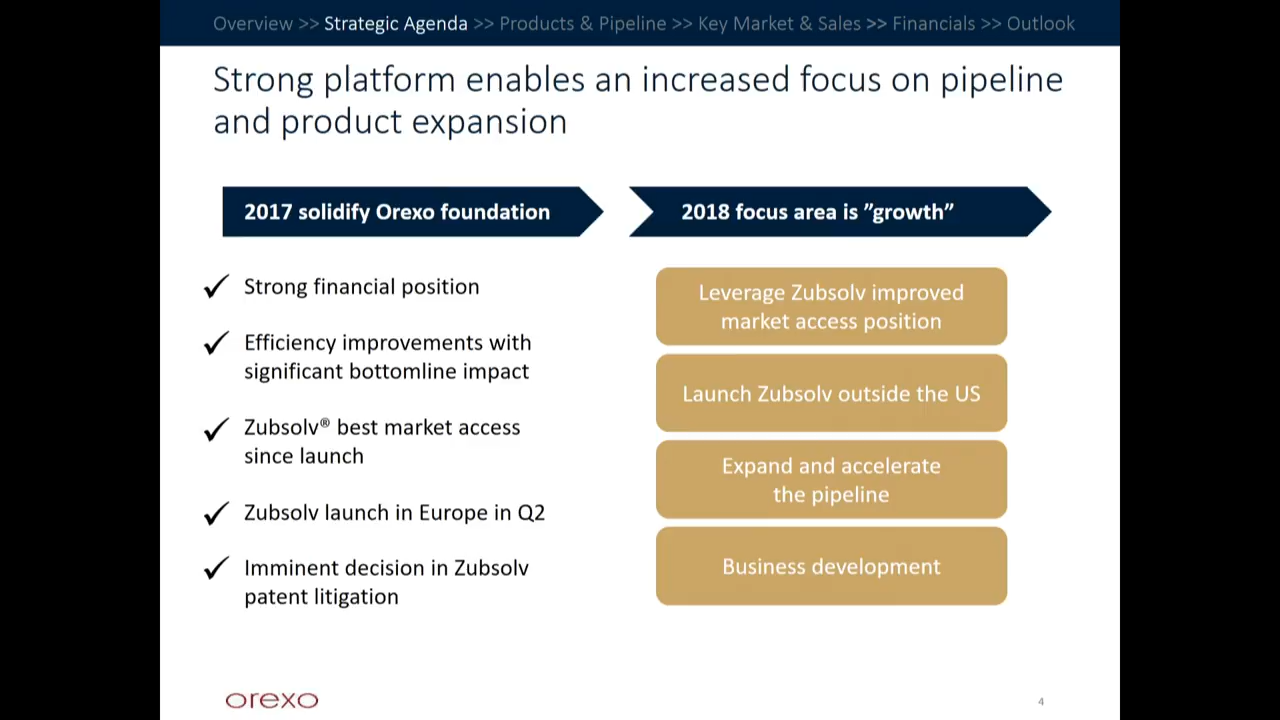 Overview >> Strategic Agenda >> Products & Pipeline >> Key Market & Sales >> Financials >> Outlook
Strong platform enables an increased focus on pipeline
and product expansion
2017 solidify Orexo foundation
Strong financial position
Efficiency improvements with
significant bottomline impact
Zubsolv® best market access
since launch
Zubsolv launch in Europe in Q2
Imminent decision in Zubsolv
patent litigation
2018 focus area is ”growth”
Leverage Zubsolv improved
market access position
Launch Zubsolv outside the US
Expand and accelerate
the pipeline
Business development
orexo
4